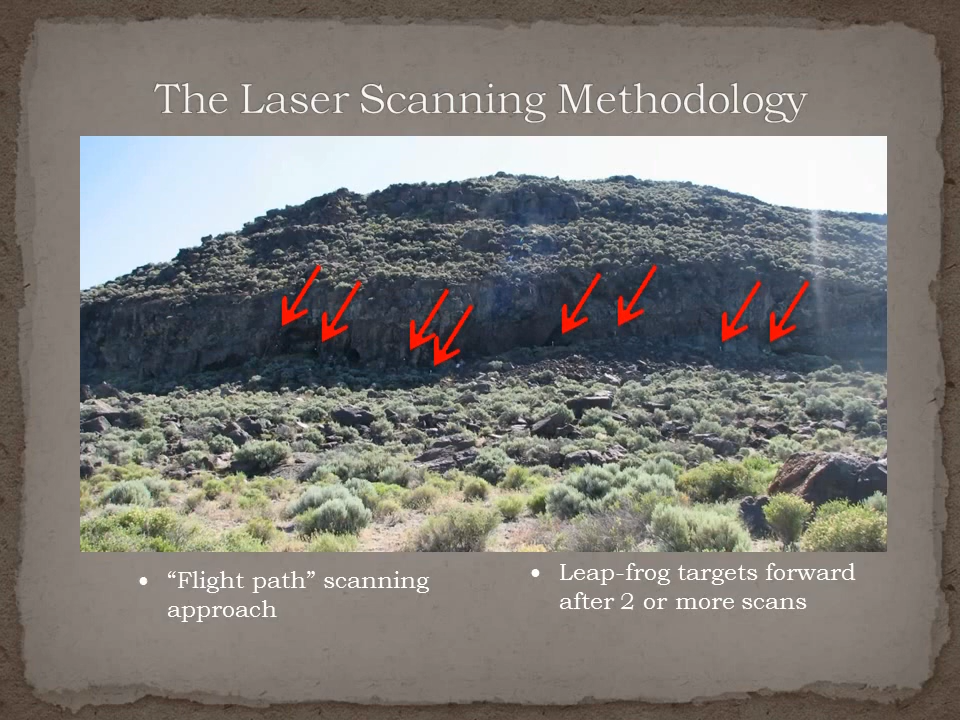 The Laser Scanning Methodology
• “Flight path” scanning
approach
• Leap-frog targets forward
after 2 or more scans